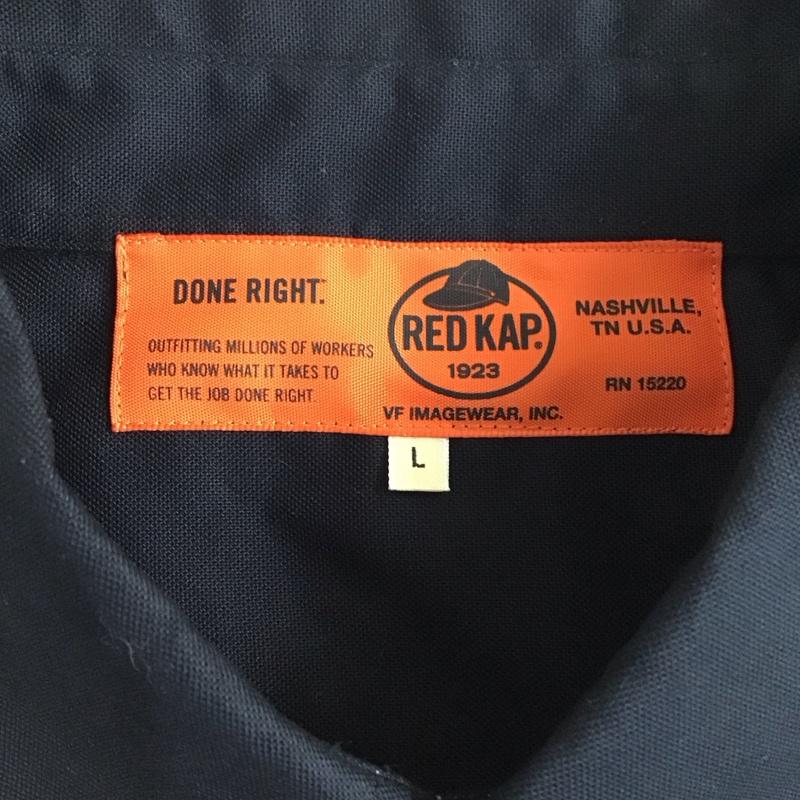 DONE RIGHT.™
OUTFITTING MILLIONS OF WORKERS
WHO KNOW WHAT IT TAKES TO
GET THE JOB DONE RIGHT
RED KAP®
1923
VF IMAGEWEAR, INC.
NASHVILLE,
TN U.S.A.
RN 15220
L